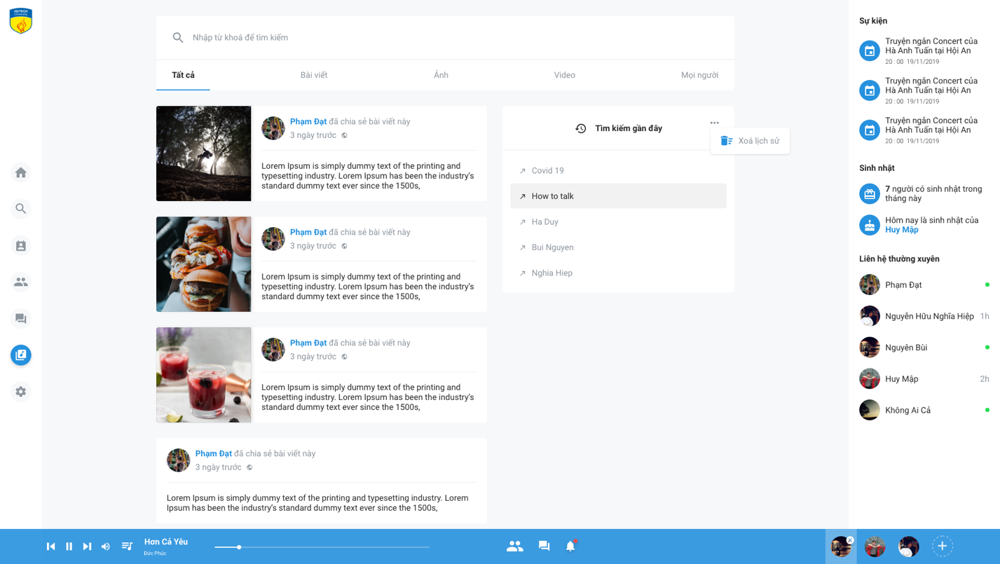 HUTECH
University
Nhập từ khoá để tìm kiếm
Tất cả
Bài viết
Ảnh
Video
Mọi người
Phạm Đạt đã chia sẻ bài viết này
3 ngày trước
Lorem Ipsum is simply dummy text of the printing and
typesetting industry. Lorem Ipsum has been the industry’s
standard dummy text ever since the 1500s,
Phạm Đạt đã chia sẻ bài viết này
3 ngày trước
Lorem Ipsum is simply dummy text of the printing and
typesetting industry. Lorem Ipsum has been the industry’s
standard dummy text ever since the 1500s,
Phạm Đạt đã chia sẻ bài viết này
3 ngày trước
Lorem Ipsum is simply dummy text of the printing and
typesetting industry. Lorem Ipsum has been the industry’s
standard dummy text ever since the 1500s,
Phạm Đạt đã chia sẻ bài viết này
3 ngày trước
Lorem Ipsum is simply dummy text of the printing and typesetting industry. Lorem
Ipsum has been the industry’s standard dummy text ever since the 1500s,
Tìm kiếm gần đây
Xoá lịch sử
Covid 19
How to talk
Ha Duy
Bui Nguyen
Nghia Hiep
Sự kiện
Truyện ngắn Concert của
Hà Anh Tuấn tại Hội An
20 : 00 19/11/2019
Truyện ngắn Concert của
Hà Anh Tuấn tại Hội An
20 : 00 19/11/2019
Truyện ngắn Concert của
Hà Anh Tuấn tại Hội An
20 : 00 19/11/2019
Sinh nhật
7 người có sinh nhật trong
tháng này
Hôm nay là sinh nhật của
Huy Mập
Liên hệ thường xuyên
Phạm Đạt
Nguyễn Hữu Nghĩa Hiệp 1h
Nguyên Bùi
Huy Mập 2h
Không Ai Cả
Hơn Cả Yêu
Đức Phúc